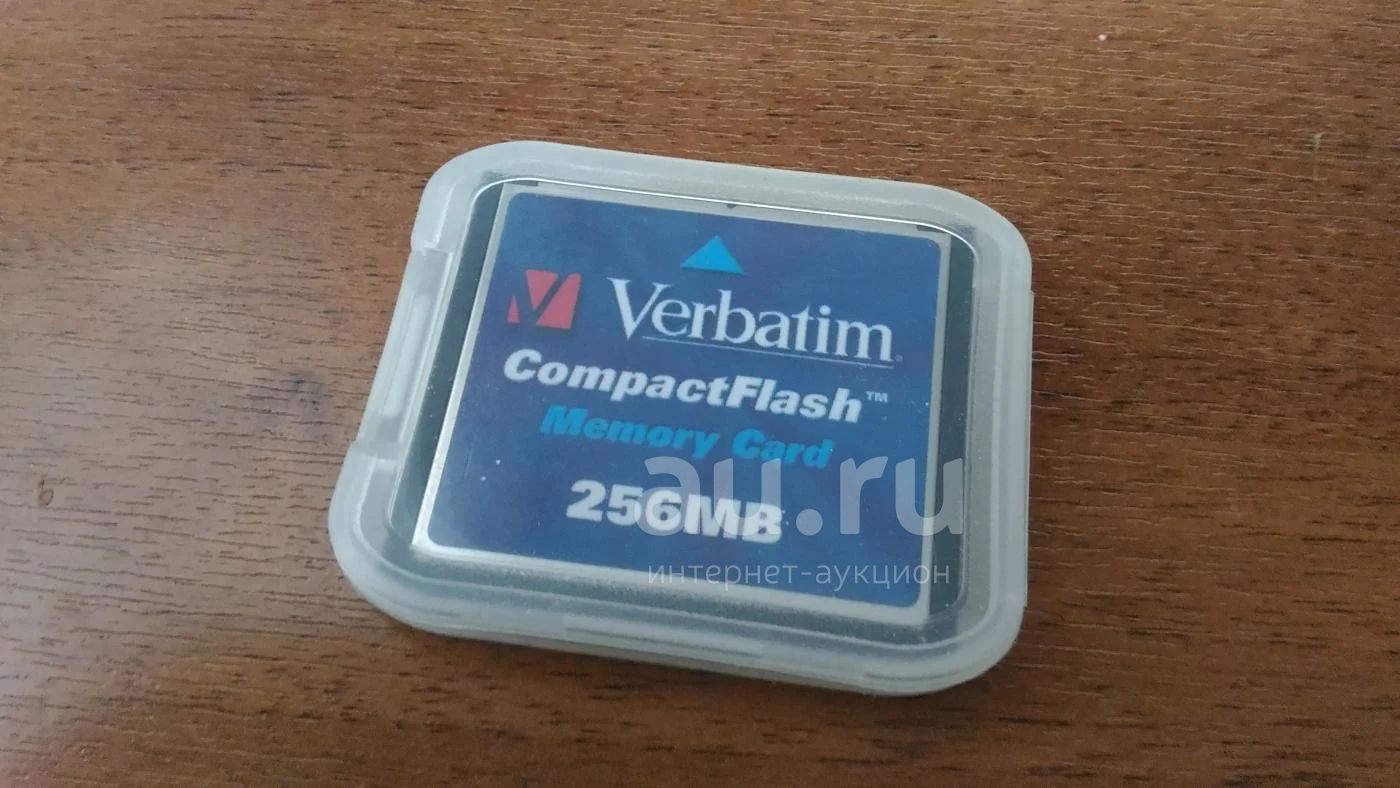 Verbatim
CompactFlash™
Memory Card
256MB
au.ru
интернет-аукцион